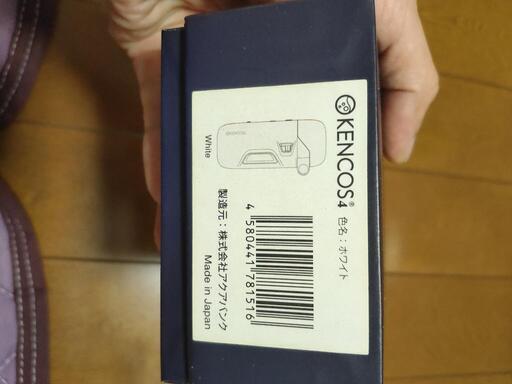 KENCOS4®
色名：ホワイト
White
4 580441 781516
製造元：株式会社アクアバンク
Made in Japan